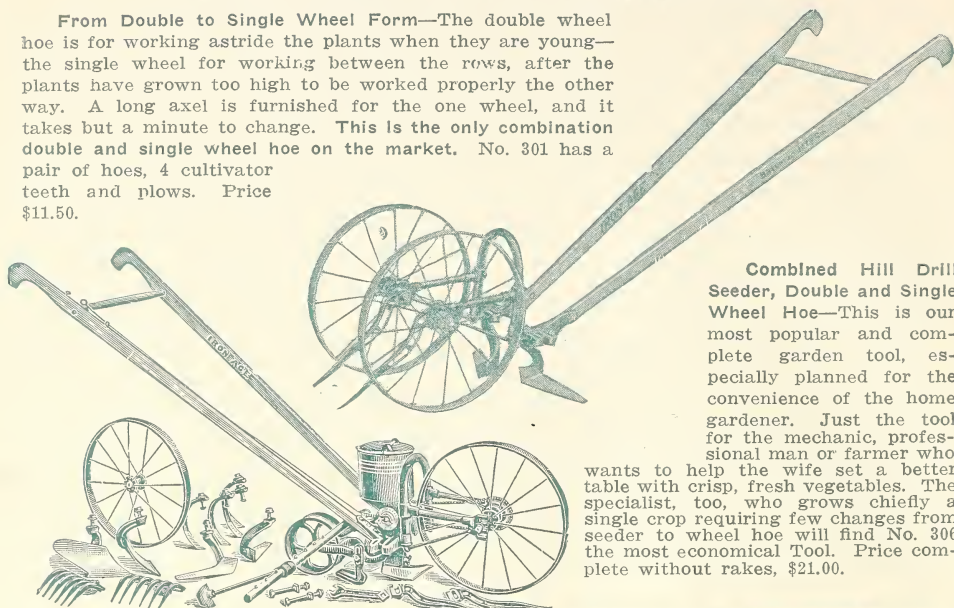 From Double to Single Wheel Form—The double wheel
hoe is for working astride the plants when they are young—
the single wheel for working between the rows, after the
plants have grown too high to be worked properly the other
way. A long axel is furnished for the one wheel, and it
takes but a minute to change. This is the only combination
double and single wheel hoe on the market. No. 301 has a
pair of hoes, 4 cultivator
teeth and plows. Price
$11.50.
IRON AGE
IRON AGE
Combined Hill Drill
Seeder, Double and Single
Wheel Hoe—This is our
most popular and com-
plete garden tool, es-
pecially planned for the
convenience of the home
gardener. Just the tool
for the mechanic, profes-
sional man or farmer who
wants to help the wife set a better
table with crisp, fresh vegetables. The
specialist, too, who grows chiefly a
single crop requiring few changes from
seeder to wheel hoe will find No. 306
the most economical Tool. Price com-
plete without rakes, $21.00.